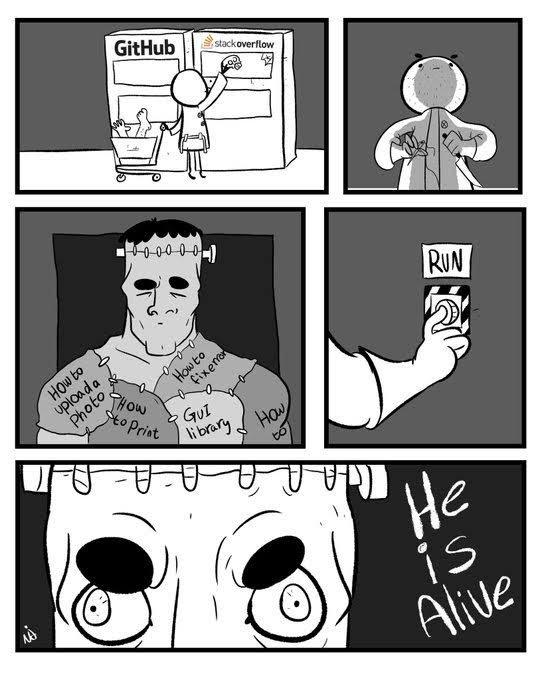 GitHub
stackoverflow
RUN
How to
upload a
Photo
How
to Print
How to
fix error
GUI
library
How
to
He
is
Alive